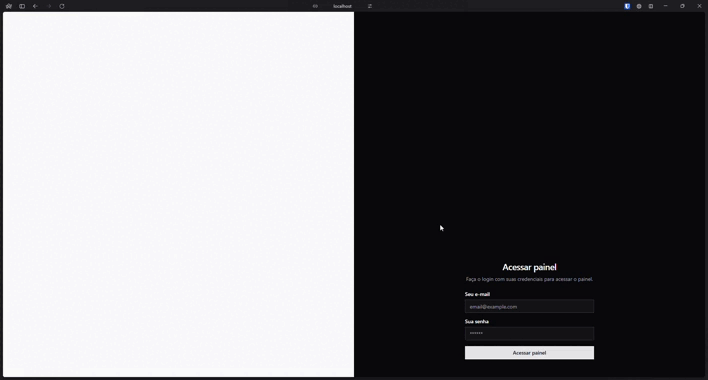 localhost
Acessar painel
Faça o login com suas credenciais para acessar o painel.
Seu e-mail
email@example.com
Sua senha
••••••
Acessar painel